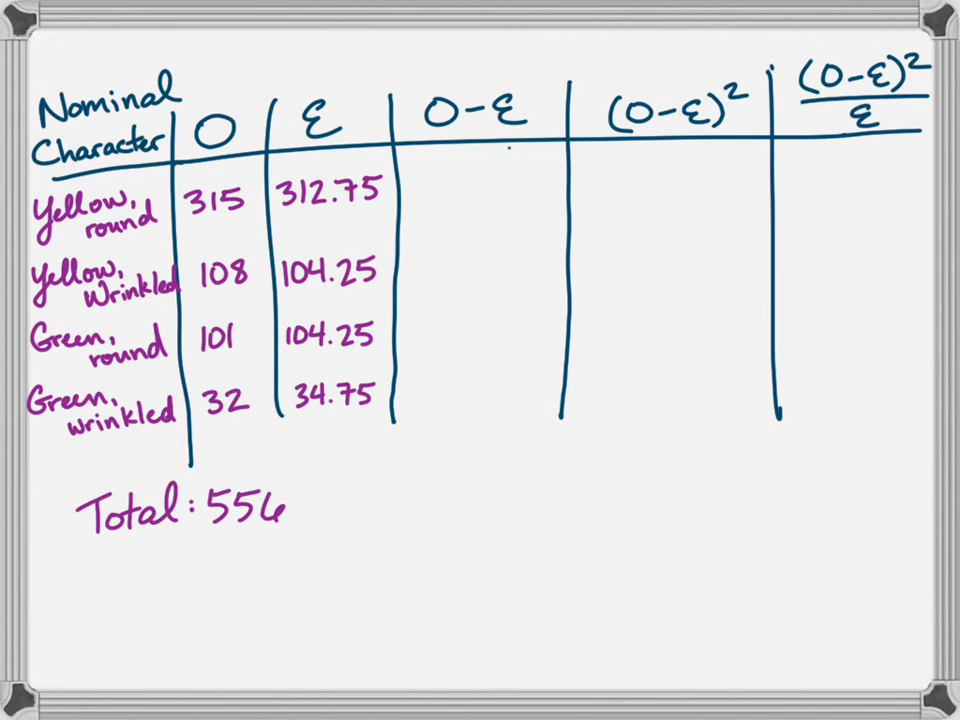 Nominal Character | O | E | O-E | (O-E)² | (O-E)²/E
Yellow, round | 315 | 312.75
Yellow, Wrinkled | 108 | 104.25
Green, round | 101 | 104.25
Green, wrinkled | 32 | 34.75
Total: 556